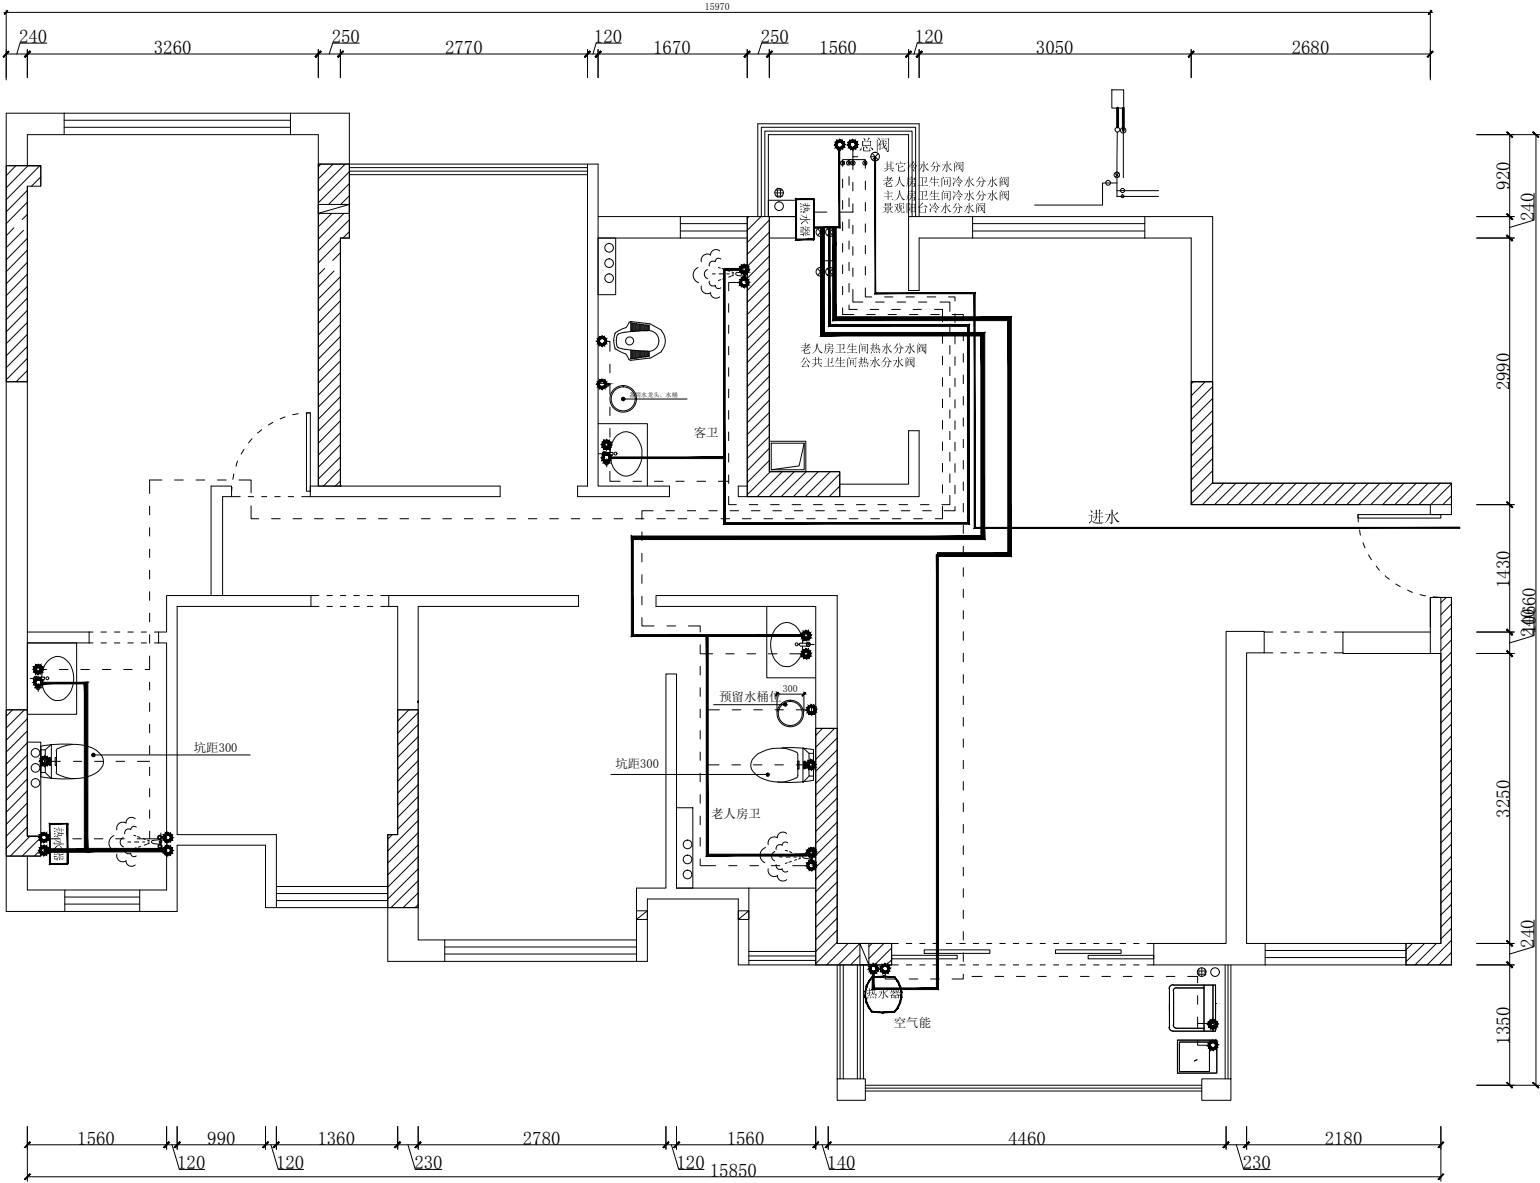 15970
240
3260
250
2770
120
1670
250
1560
120
3050
2680
总阀
其它冷水分水阀
老人房卫生间冷水分水阀
主人房卫生间冷水分水阀
景观阳台冷水分水阀
热水器
920
240
2990
老人房卫生间热水分水阀
公共卫生间热水分水阀
客卫
进水
1430
240
预留水桶位
300
坑距300
坑距300
老人房卫
3250
热水器
240
热水器
空气能
1350
1560
990
1360
2780
1560
4460
2180
120
120
230
120
140
230
15850